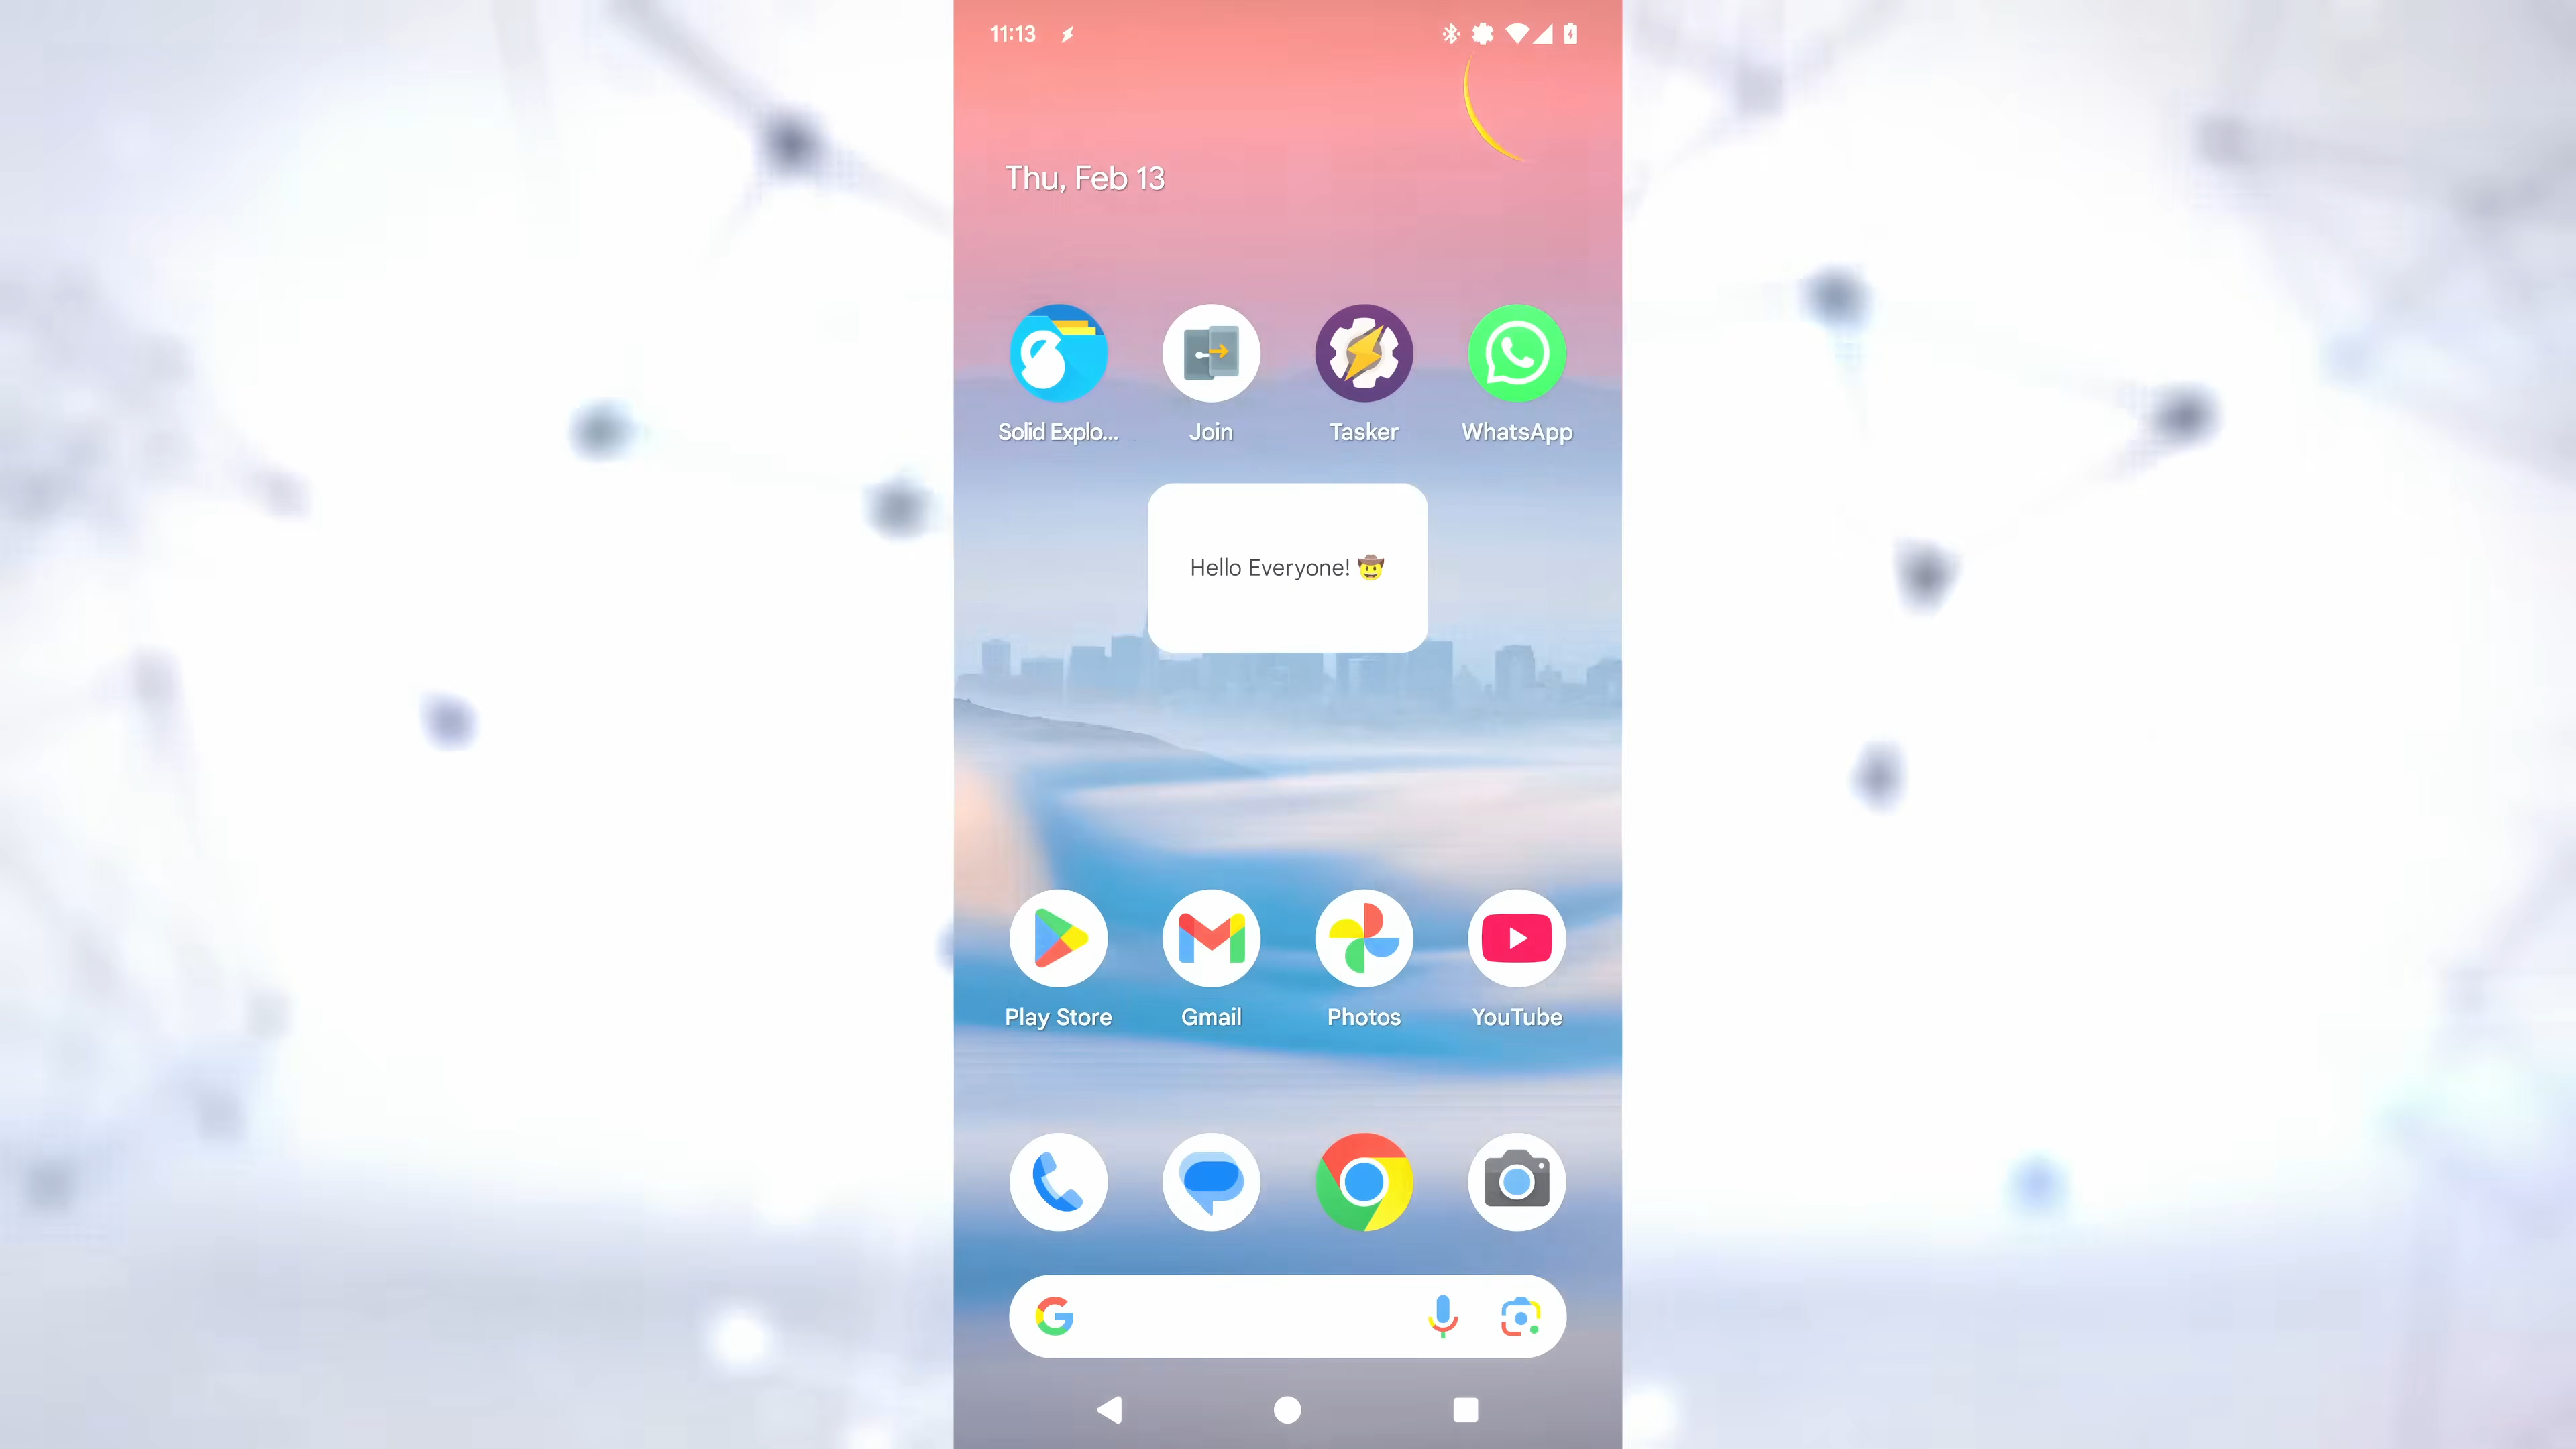 11:13
Thu, Feb 13
Solid Explo... Join Tasker WhatsApp
Hello Everyone! 🤠
Play Store Gmail Photos YouTube